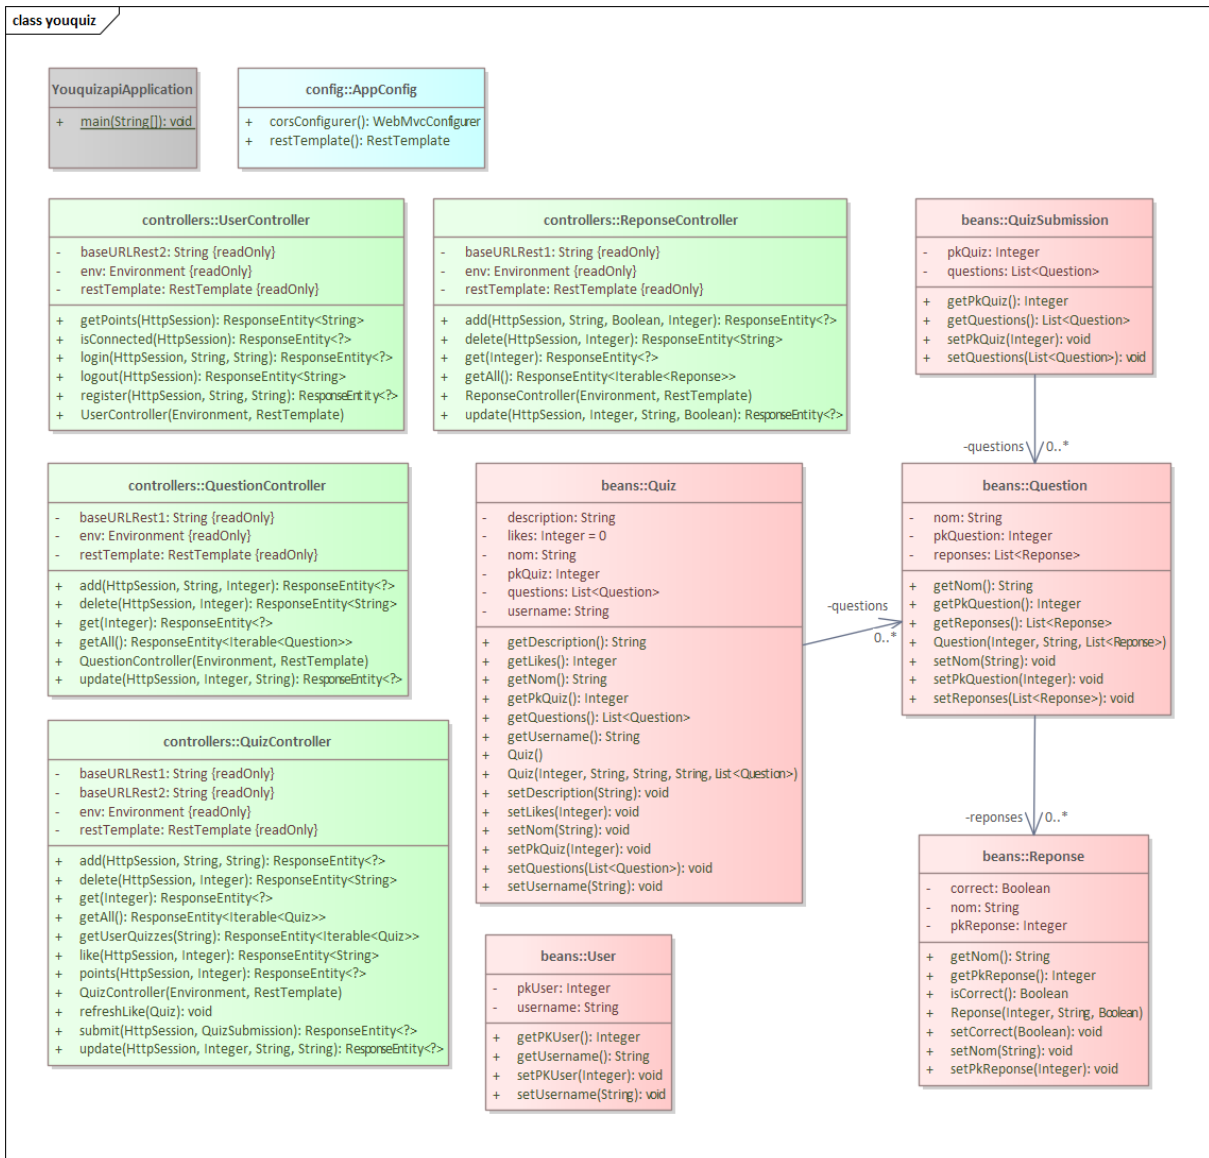 class youquiz
YouquizapiApplication
+ main(String[]): void
config::AppConfig
+ corsConfigurer(): WebMvcConfigurer
+ restTemplate(): RestTemplate
controllers::UserController
- baseURLRest2: String {readOnly}
- env: Environment {readOnly}
- restTemplate: RestTemplate {readOnly}
+ getPoints(HttpSession): ResponseEntity<String>
+ isConnected(HttpSession): ResponseEntity<?>
+ login(HttpSession, String, String): ResponseEntity<?>
+ logout(HttpSession): ResponseEntity<String>
+ register(HttpSession, String, String): ResponseEntity<?>
+ UserController(Environment, RestTemplate)
controllers::ReponseController
- baseURLRest1: String {readOnly}
- env: Environment {readOnly}
- restTemplate: RestTemplate {readOnly}
+ add(HttpSession, String, Boolean, Integer): ResponseEntity<?>
+ delete(HttpSession, Integer): ResponseEntity<String>
+ get(Integer): ResponseEntity<?>
+ getAll(): ResponseEntity<Iterable<Reponse>>
+ ReponseController(Environment, RestTemplate)
+ update(HttpSession, Integer, String, Boolean): ResponseEntity<?>
beans::QuizSubmission
- pkQuiz: Integer
- questions: List<Question>
+ getPkQuiz(): Integer
+ getQuestions(): List<Question>
+ setPkQuiz(Integer): void
+ setQuestions(List<Question>): void
-questions 0..*
controllers::QuestionController
- baseURLRest1: String {readOnly}
- env: Environment {readOnly}
- restTemplate: RestTemplate {readOnly}
+ add(HttpSession, String, Integer): ResponseEntity<?>
+ delete(HttpSession, Integer): ResponseEntity<String>
+ get(Integer): ResponseEntity<?>
+ getAll(): ResponseEntity<Iterable<Question>>
+ QuestionController(Environment, RestTemplate)
+ update(HttpSession, Integer, String): ResponseEntity<?>
beans::Quiz
- description: String
- likes: Integer = 0
- nom: String
- pkQuiz: Integer
- questions: List<Question>
- username: String
+ getDescription(): String
+ getLikes(): Integer
+ getNom(): String
+ getPkQuiz(): Integer
+ getQuestions(): List<Question>
+ getUsername(): String
+ Quiz()
+ Quiz(Integer, String, String, String, List<Question>)
+ setDescription(String): void
+ setLikes(Integer): void
+ setNom(String): void
+ setPkQuiz(Integer): void
+ setQuestions(List<Question>): void
+ setUsername(String): void
-questions
0..*
beans::Question
- nom: String
- pkQuestion: Integer
- reponses: List<Reponse>
+ getNom(): String
+ getPkQuestion(): Integer
+ getReponses(): List<Reponse>
+ Question(Integer, String, List<Reponse>)
+ setNom(String): void
+ setPkQuestion(Integer): void
+ setReponses(List<Reponse>): void
-reponses 0..*
controllers::QuizController
- baseURLRest1: String {readOnly}
- baseURLRest2: String {readOnly}
- env: Environment {readOnly}
- restTemplate: RestTemplate {readOnly}
+ add(HttpSession, String, String): ResponseEntity<?>
+ delete(HttpSession, Integer): ResponseEntity<String>
+ get(Integer): ResponseEntity<?>
+ getAll(): ResponseEntity<Iterable<Quiz>>
+ getUserQuizzes(String): ResponseEntity<Iterable<Quiz>>
+ like(HttpSession, Integer): ResponseEntity<String>
+ points(HttpSession, Integer): ResponseEntity<?>
+ QuizController(Environment, RestTemplate)
+ refreshLike(Quiz): void
+ submit(HttpSession, QuizSubmission): ResponseEntity<?>
+ update(HttpSession, Integer, String, String): ResponseEntity<?>
beans::User
- pkUser: Integer
- username: String
+ getPKUser(): Integer
+ getUsername(): String
+ setPKUser(Integer): void
+ setUsername(String): void
beans::Reponse
- correct: Boolean
- nom: String
- pkReponse: Integer
+ getNom(): String
+ getPkReponse(): Integer
+ isCorrect(): Boolean
+ Reponse(Integer, String, Boolean)
+ setCorrect(Boolean): void
+ setNom(String): void
+ setPkReponse(Integer): void